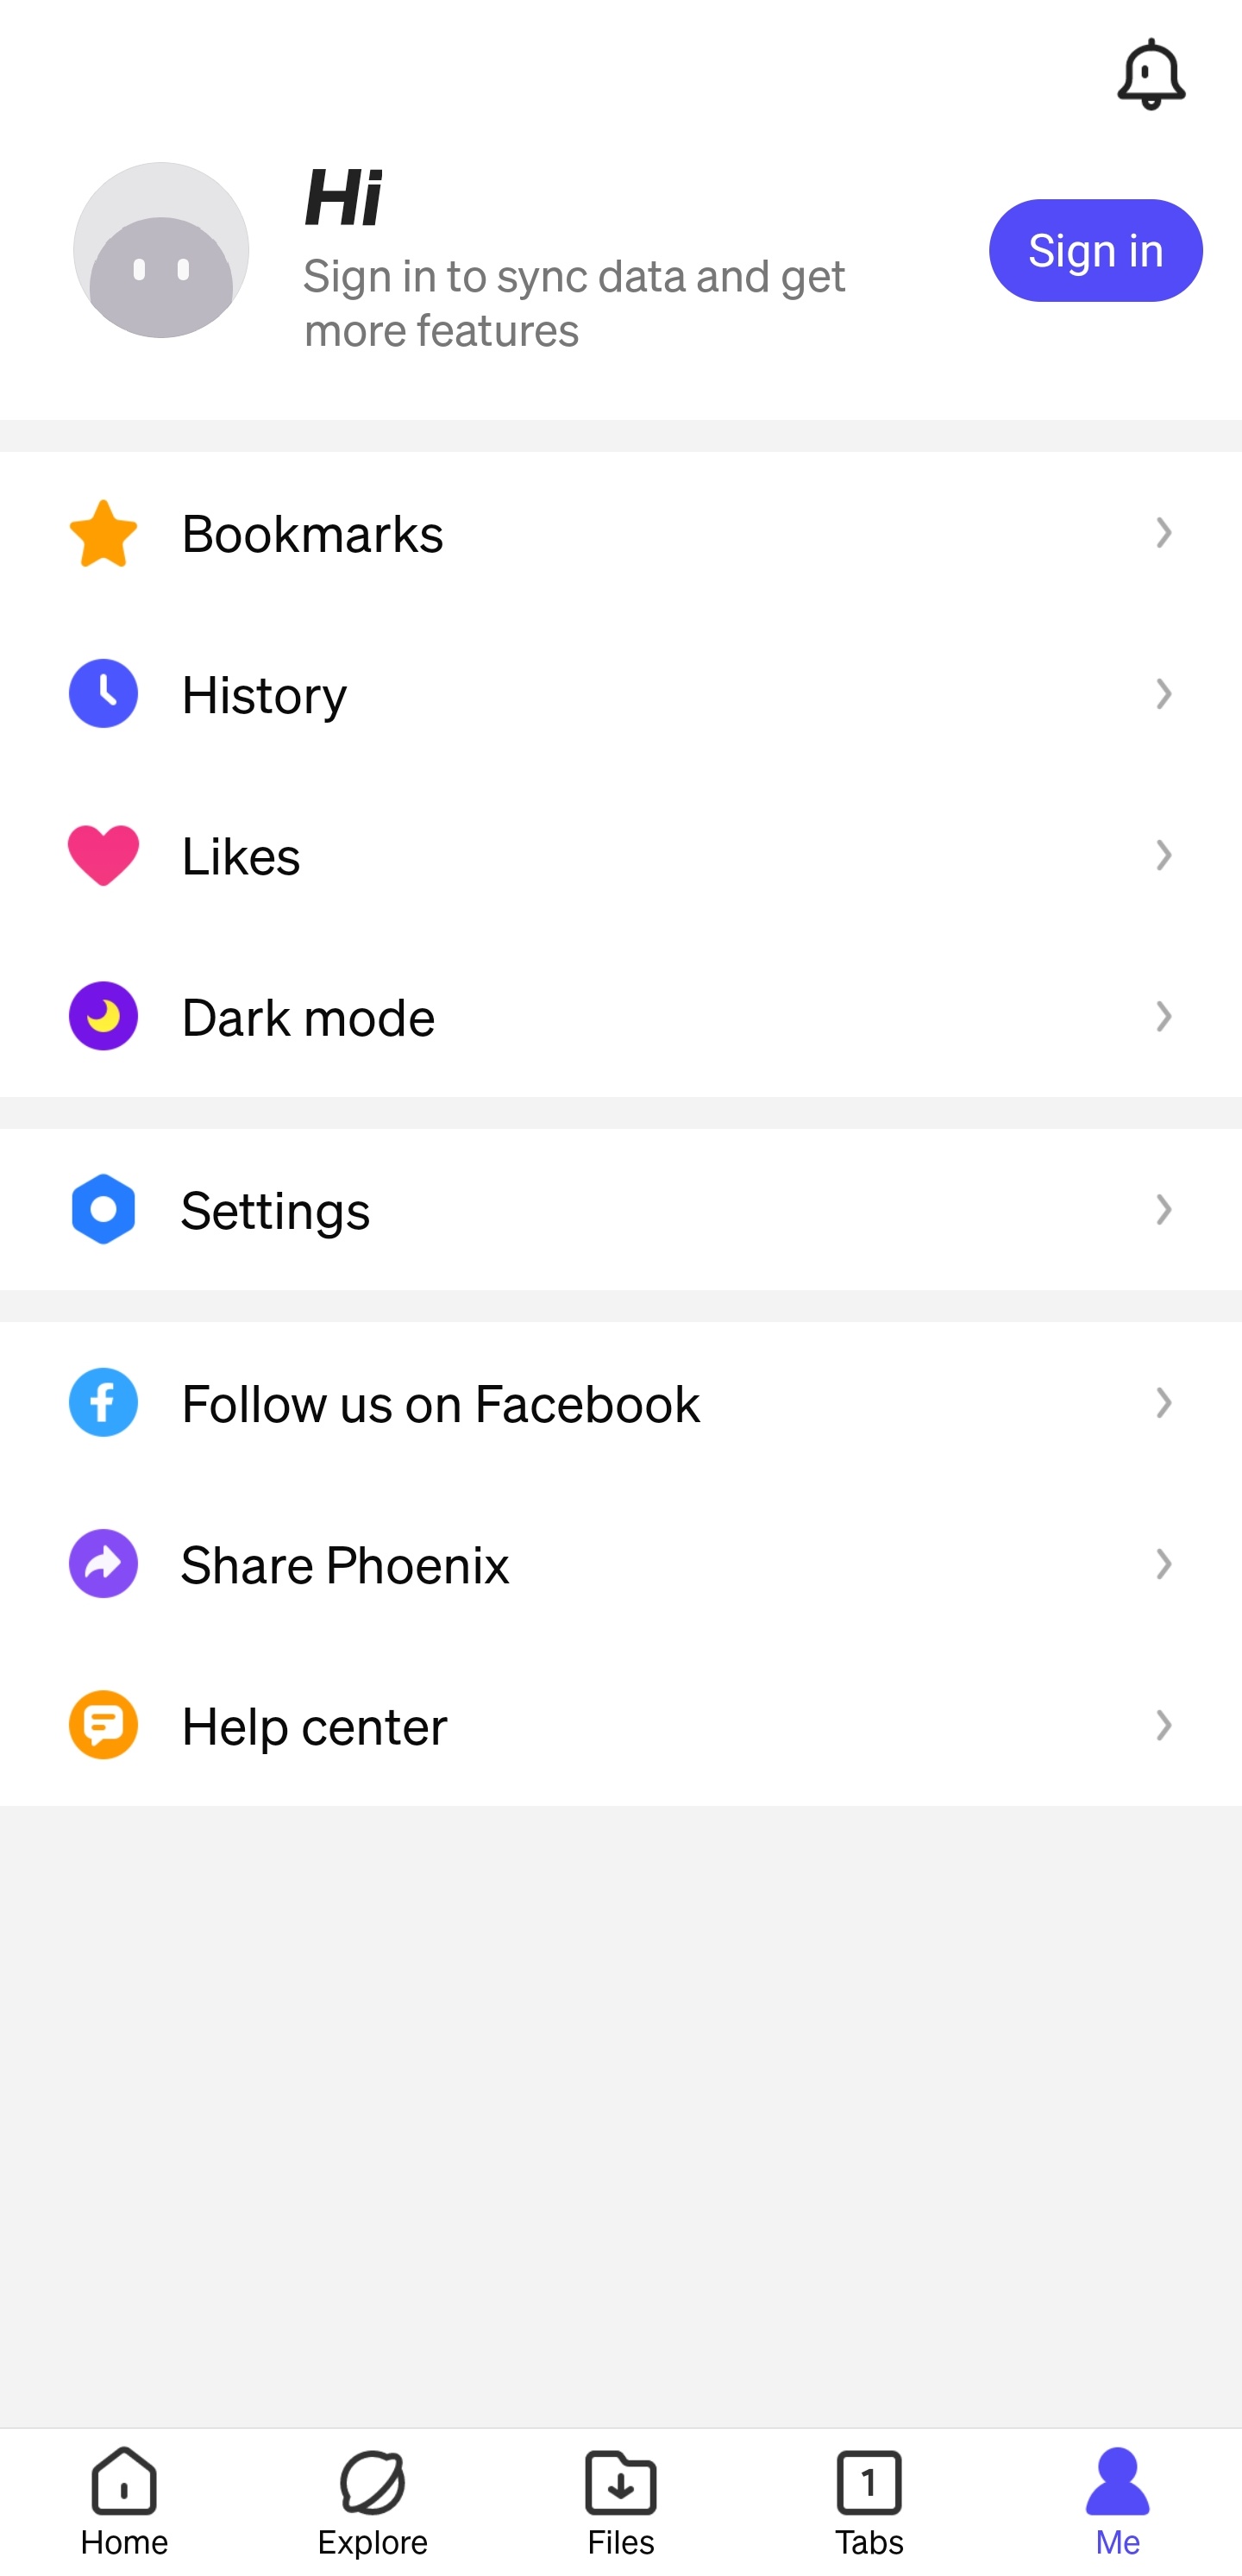 Hi
Sign in to sync data and get
more features
Sign in
Bookmarks
History
Likes
Dark mode
Settings
Follow us on Facebook
Share Phoenix
Help center
1
Home
Explore
Files
Tabs
Me